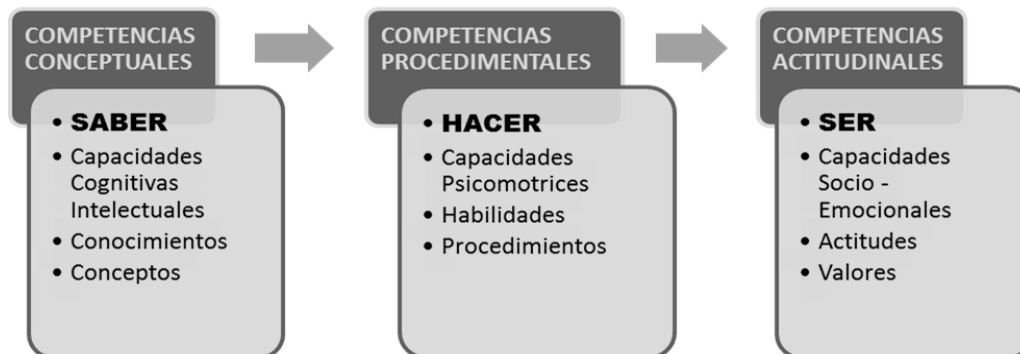 COMPETENCIAS
CONCEPTUALES
• SABER
• Capacidades
Cognitivas
Intelectuales
• Conocimientos
• Conceptos
COMPETENCIAS
PROCEDIMENTALES
• HACER
• Capacidades
Psicomotrices
• Habilidades
• Procedimientos
COMPETENCIAS
ACTITUDINALES
• SER
• Capacidades
Socio -
Emocionales
• Actitudes
• Valores